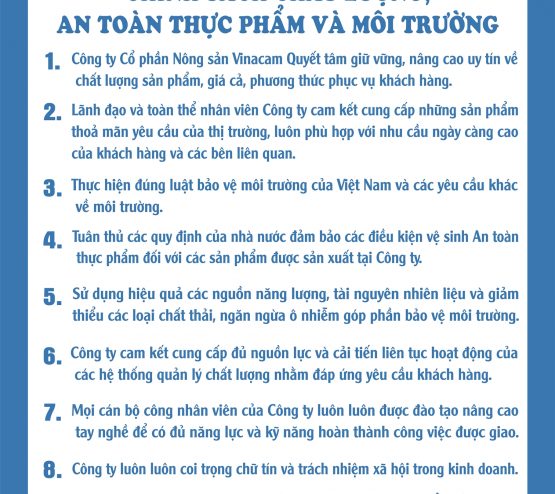 AN TOÀN THỰC PHẨM VÀ MÔI TRƯỜNG
1. Công ty Cổ phần Nông sản Vinacam Quyết tâm giữ vững, nâng cao uy tín về
chất lượng sản phẩm, giá cả, phương thức phục vụ khách hàng.
2. Lãnh đạo và toàn thể nhân viên Công ty cam kết cung cấp những sản phẩm
thoả mãn yêu cầu của thị trường, luôn phù hợp với nhu cầu ngày càng cao
của khách hàng và các bên liên quan.
3. Thực hiện đúng luật bảo vệ môi trường của Việt Nam và các yêu cầu khác
về môi trường.
4. Tuân thủ các quy định của nhà nước đảm bảo các điều kiện vệ sinh An toàn
thực phẩm đối với các sản phẩm được sản xuất tại Công ty.
5. Sử dụng hiệu quả các nguồn năng lượng, tài nguyên nhiên liệu và giảm
thiểu các loại chất thải, ngăn ngừa ô nhiễm góp phần bảo vệ môi trường.
6. Công ty cam kết cung cấp đủ nguồn lực và cải tiến liên tục hoạt động của
các hệ thống quản lý chất lượng nhằm đáp ứng yêu cầu khách hàng.
7. Mọi cán bộ công nhân viên của Công ty luôn luôn được đào tạo nâng cao
tay nghề để có đủ năng lực và kỹ năng hoàn thành công việc được giao.
8. Công ty luôn luôn coi trọng chữ tín và trách nhiệm xã hội trong kinh doanh.